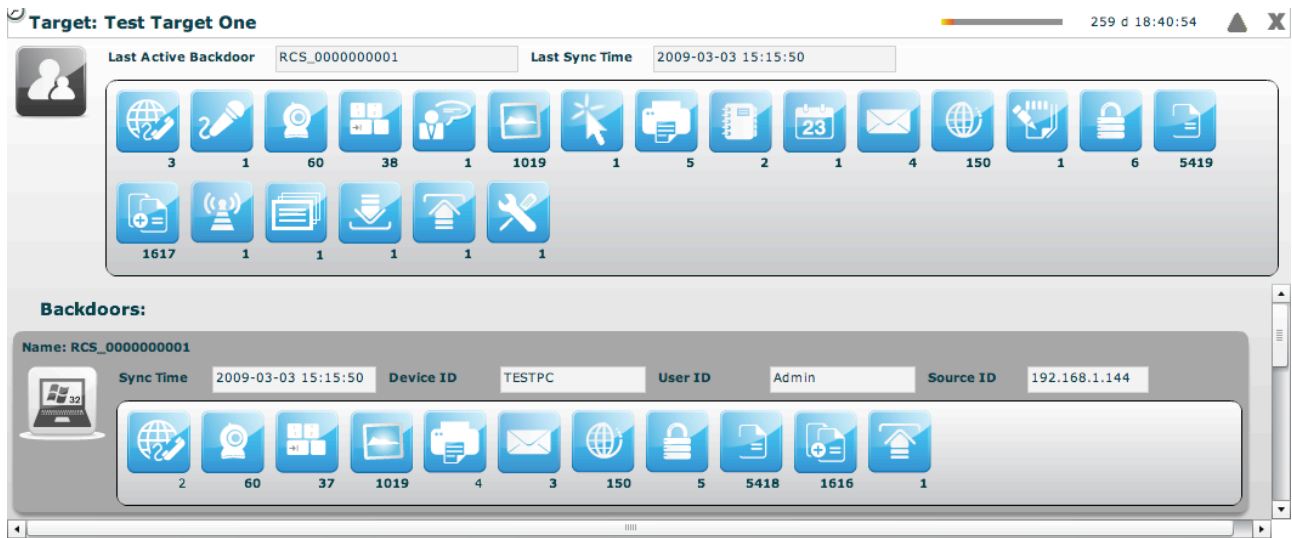 Target: Test Target One 259 d 18:40:54 X
Last Active Backdoor RCS_0000000001 Last Sync Time 2009-03-03 15:15:50
23
3 1 60 38 1 1019 1 5 2 1 4 150 1 6 5419
1617 1 1 1 1 1
Backdoors:
Name: RCS_0000000001
Sync Time 2009-03-03 15:15:50 Device ID TESTPC User ID Admin Source ID 192.168.1.144
32
2 60 37 1019 4 3 150 5 5418 1616 1